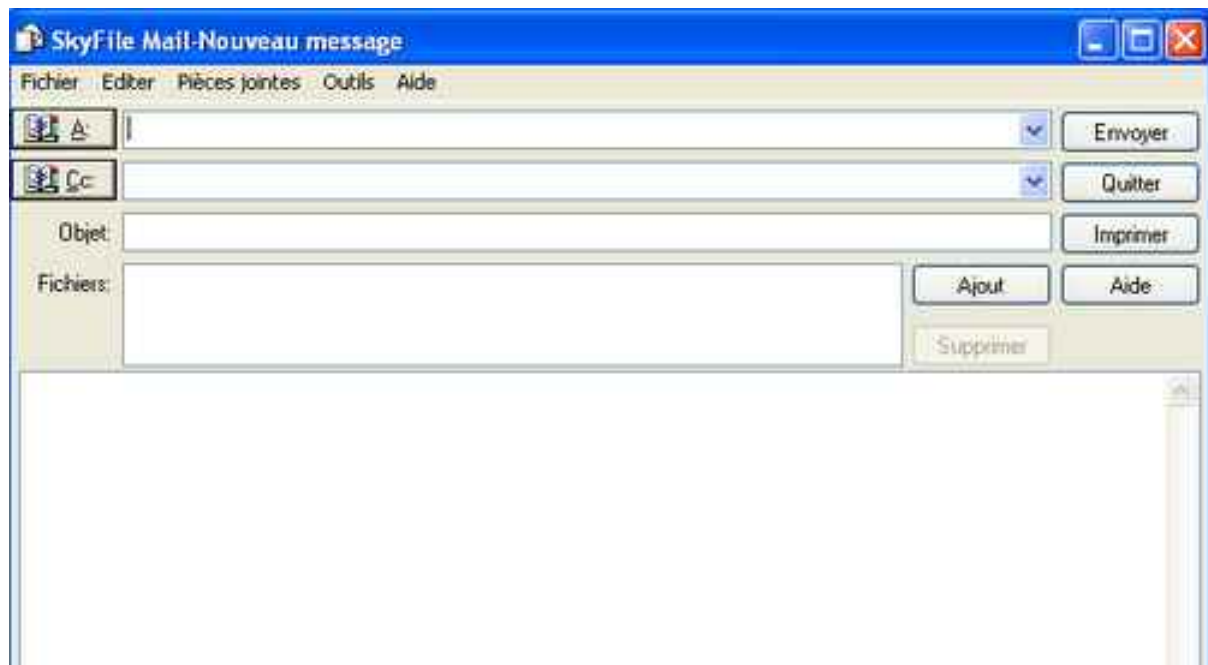 SkyFile Mail-Nouveau message
Fichier Editer Pièces jointes Outils Aide
A: Envoyer
Cc: Quitter
Objet: Imprimer
Fichiers: Ajout Aide
Supprimer